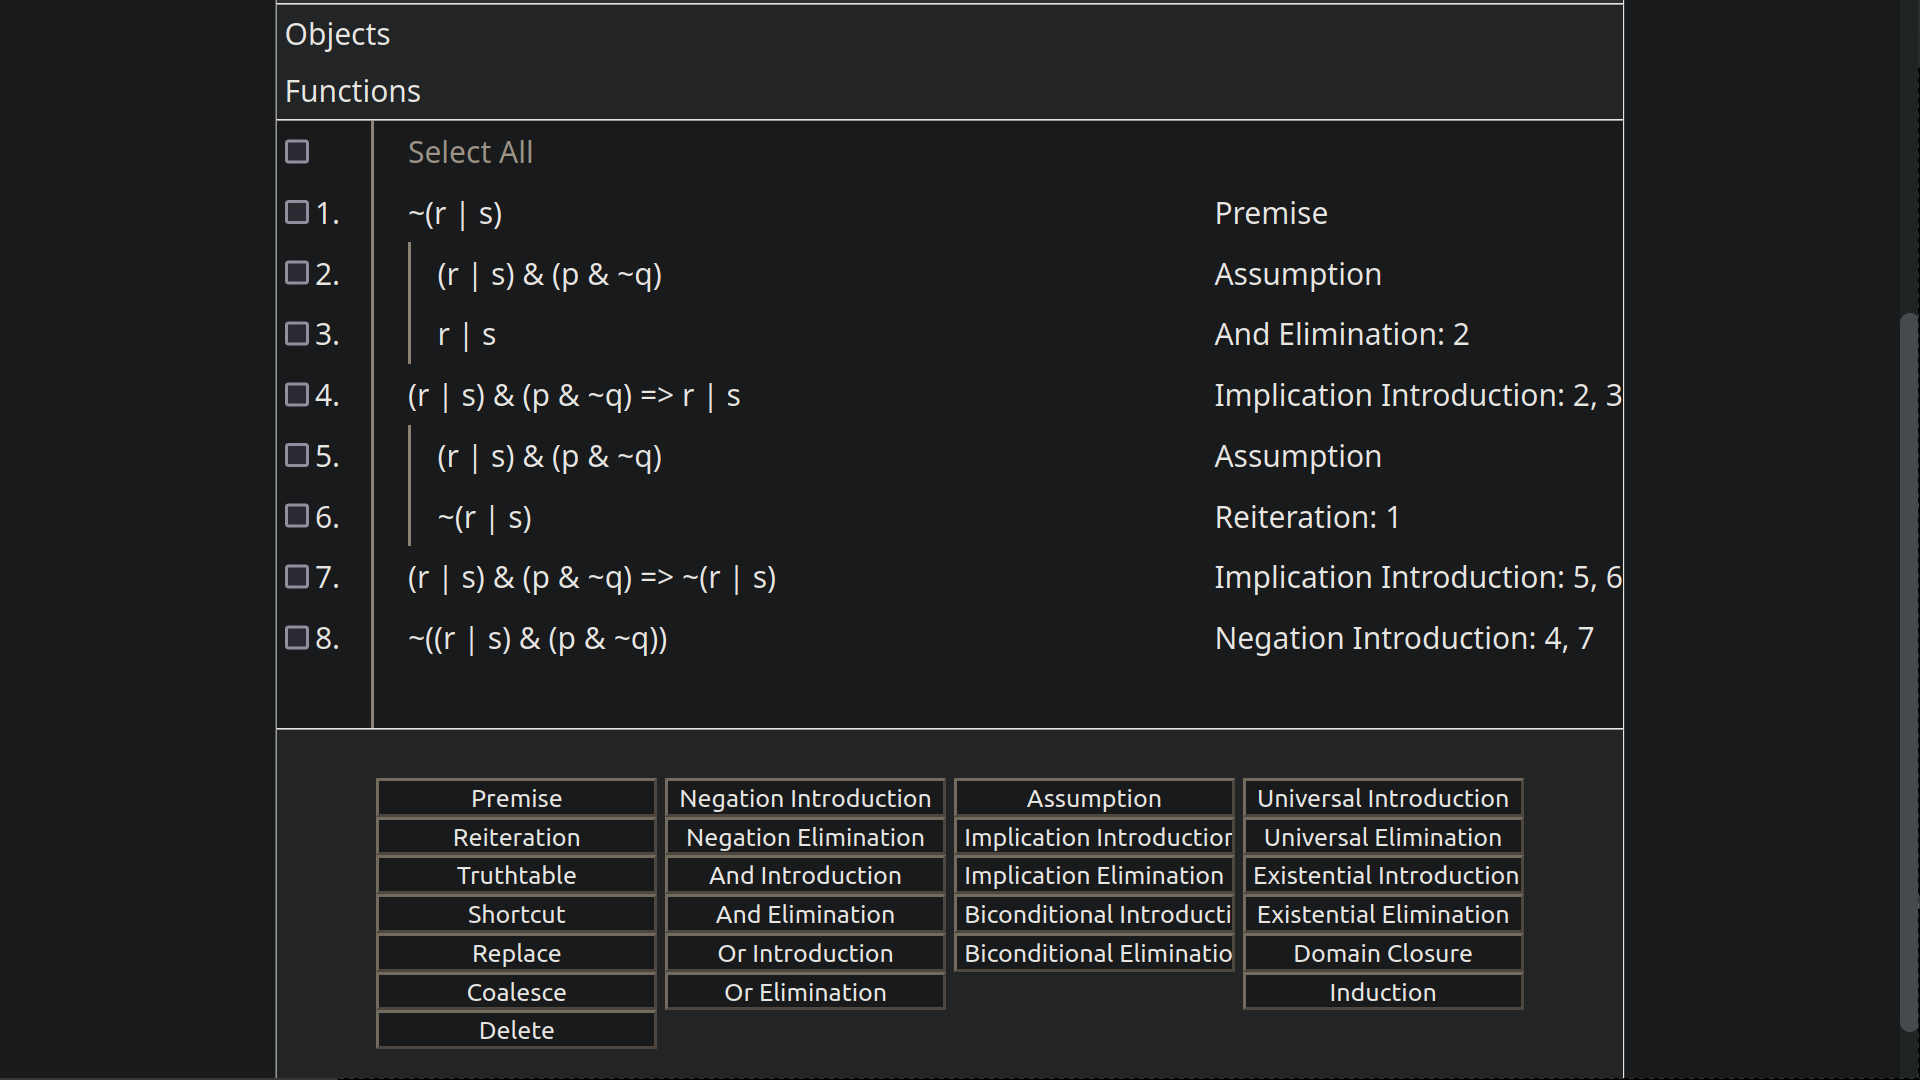 Objects
Functions
Select All
1. ~(r | s) Premise
2. (r | s) & (p & ~q) Assumption
3. r | s And Elimination: 2
4. (r | s) & (p & ~q) => r | s Implication Introduction: 2, 3
5. (r | s) & (p & ~q) Assumption
6. ~(r | s) Reiteration: 1
7. (r | s) & (p & ~q) => ~(r | s) Implication Introduction: 5, 6
8. ~((r | s) & (p & ~q)) Negation Introduction: 4, 7
Premise Negation Introduction Assumption Universal Introduction
Reiteration Negation Elimination Implication Introduction Universal Elimination
Truthtable And Introduction Implication Elimination Existential Introduction
Shortcut And Elimination Biconditional Introducti Existential Elimination
Replace Or Introduction Biconditional Eliminatio Domain Closure
Coalesce Or Elimination Induction
Delete